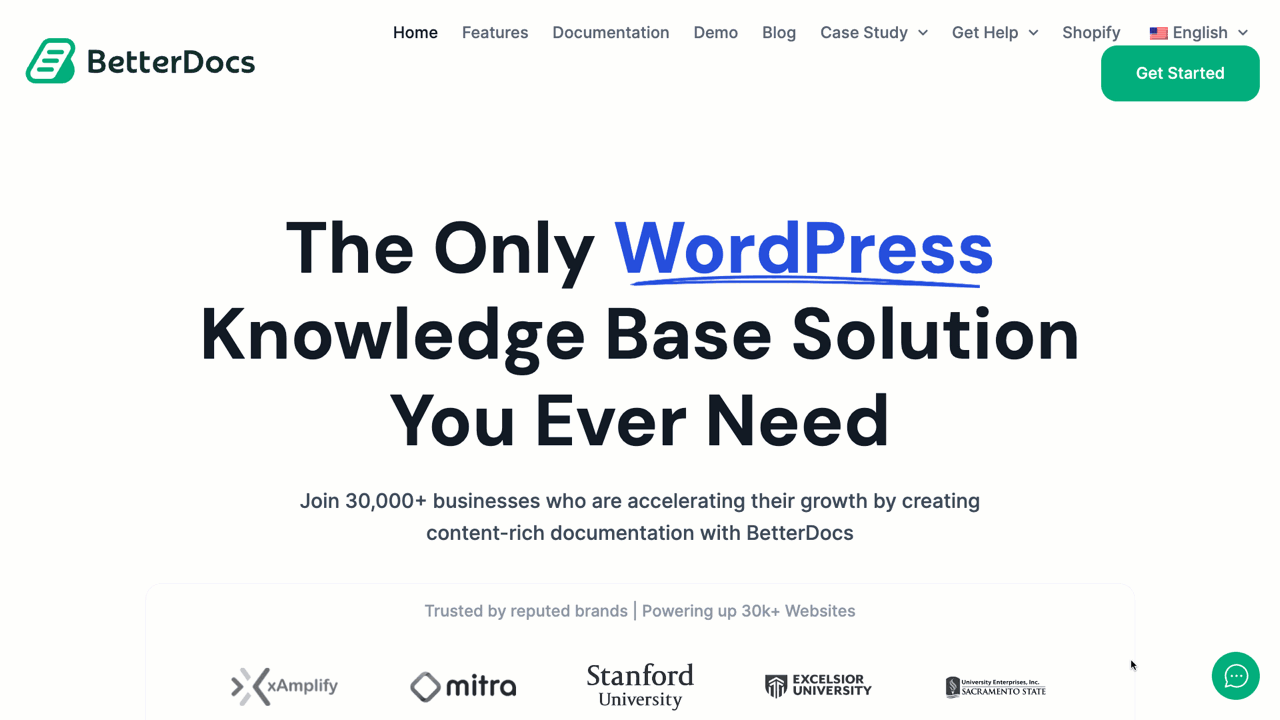 BetterDocs
Home Features Documentation Demo Blog Case Study Get Help Shopify English
Get Started
The Only WordPress
Knowledge Base Solution
You Ever Need
Join 30,000+ businesses who are accelerating their growth by creating
content-rich documentation with BetterDocs
Trusted by reputed brands | Powering up 30k+ Websites
xAmplify
mitra
Stanford
University
EXCELSIOR
UNIVERSITY
University Enterprises, Inc.
SACRAMENTO STATE